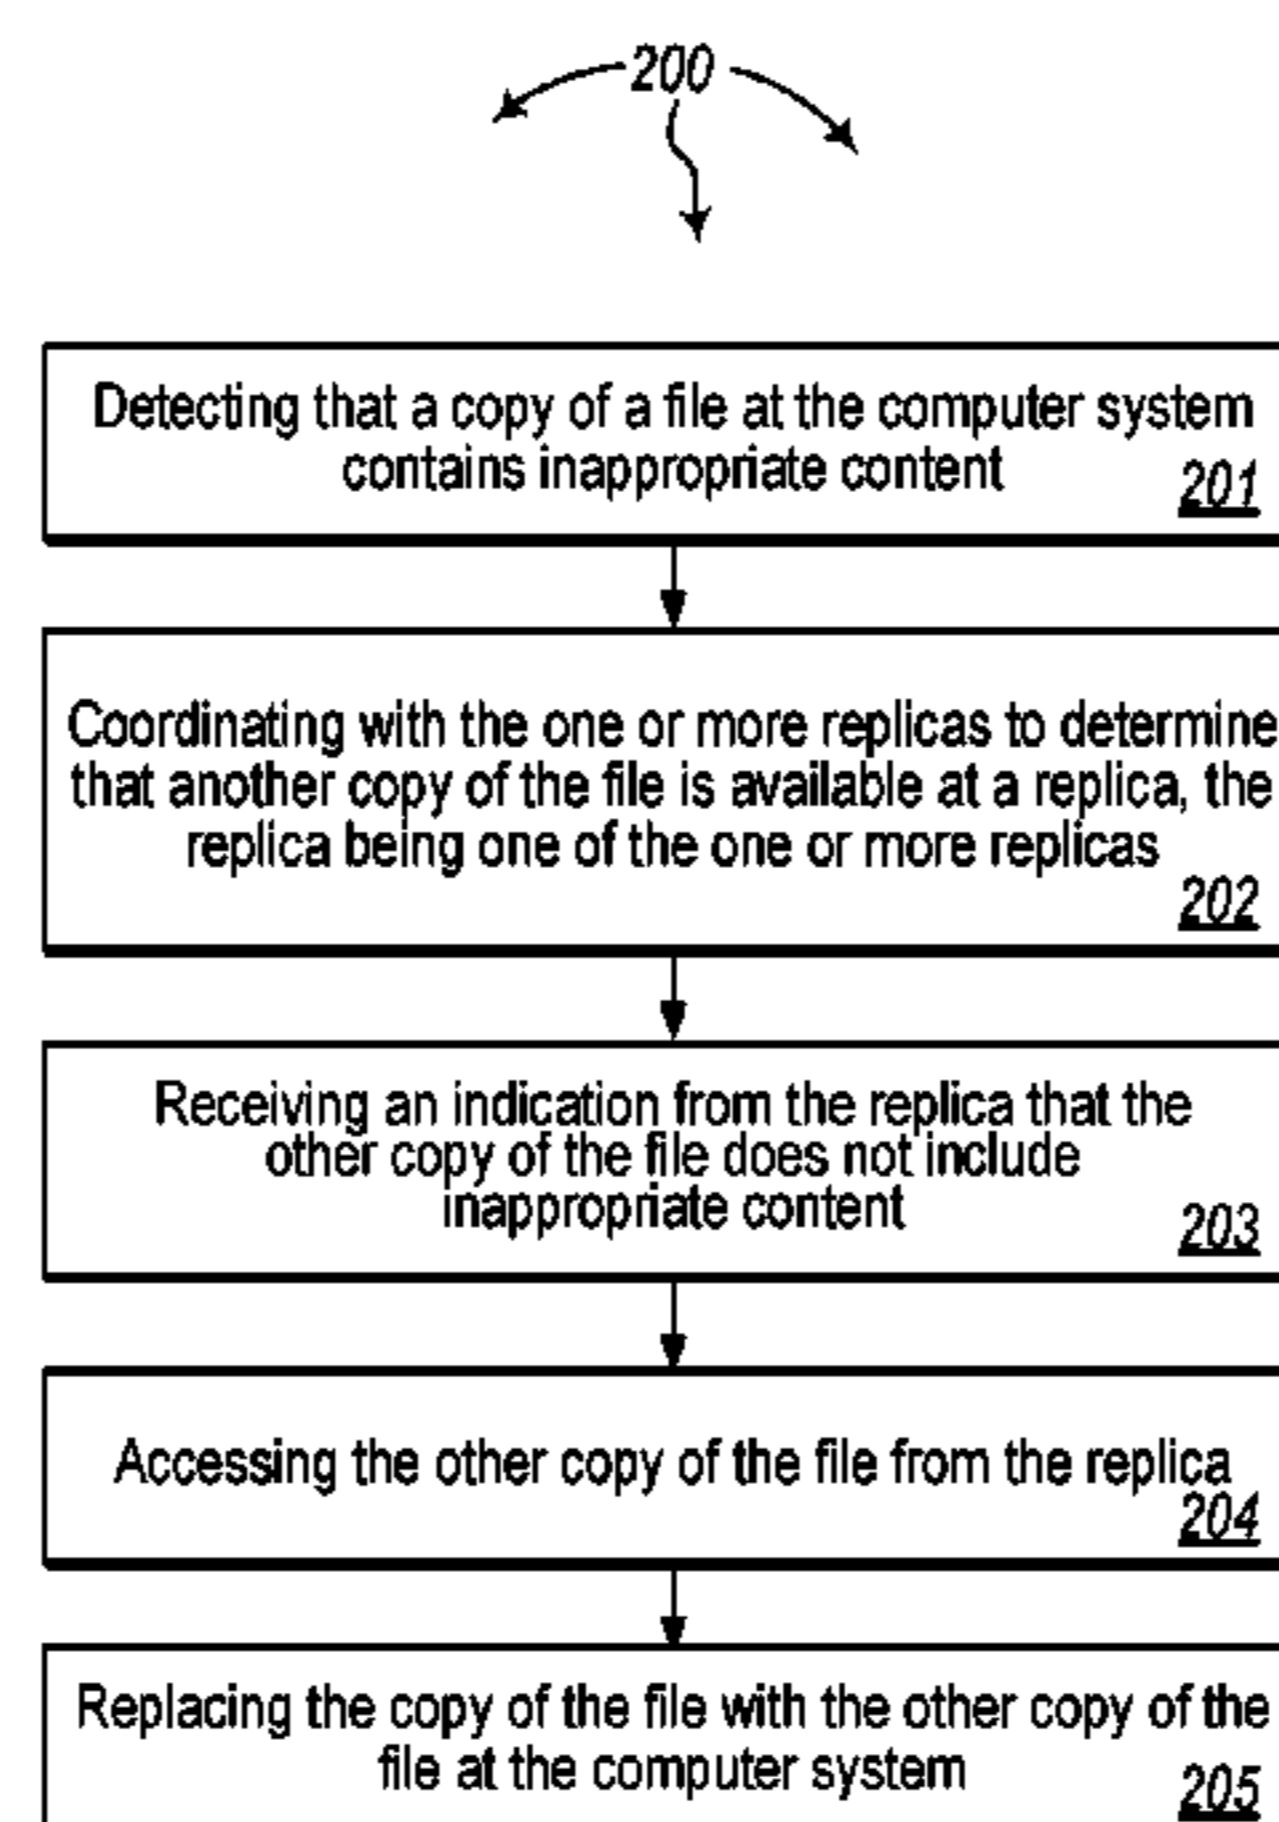 200
Detecting that a copy of a file at the computer system
contains inappropriate content
201
Coordinating with the one or more replicas to determine
that another copy of the file is available at a replica, the
replica being one of the one or more replicas
202
Receiving an indication from the replica that the
other copy of the file does not include
inappropriate content
203
Accessing the other copy of the file from the replica
204
Replacing the copy of the file with the other copy of the
file at the computer system
205